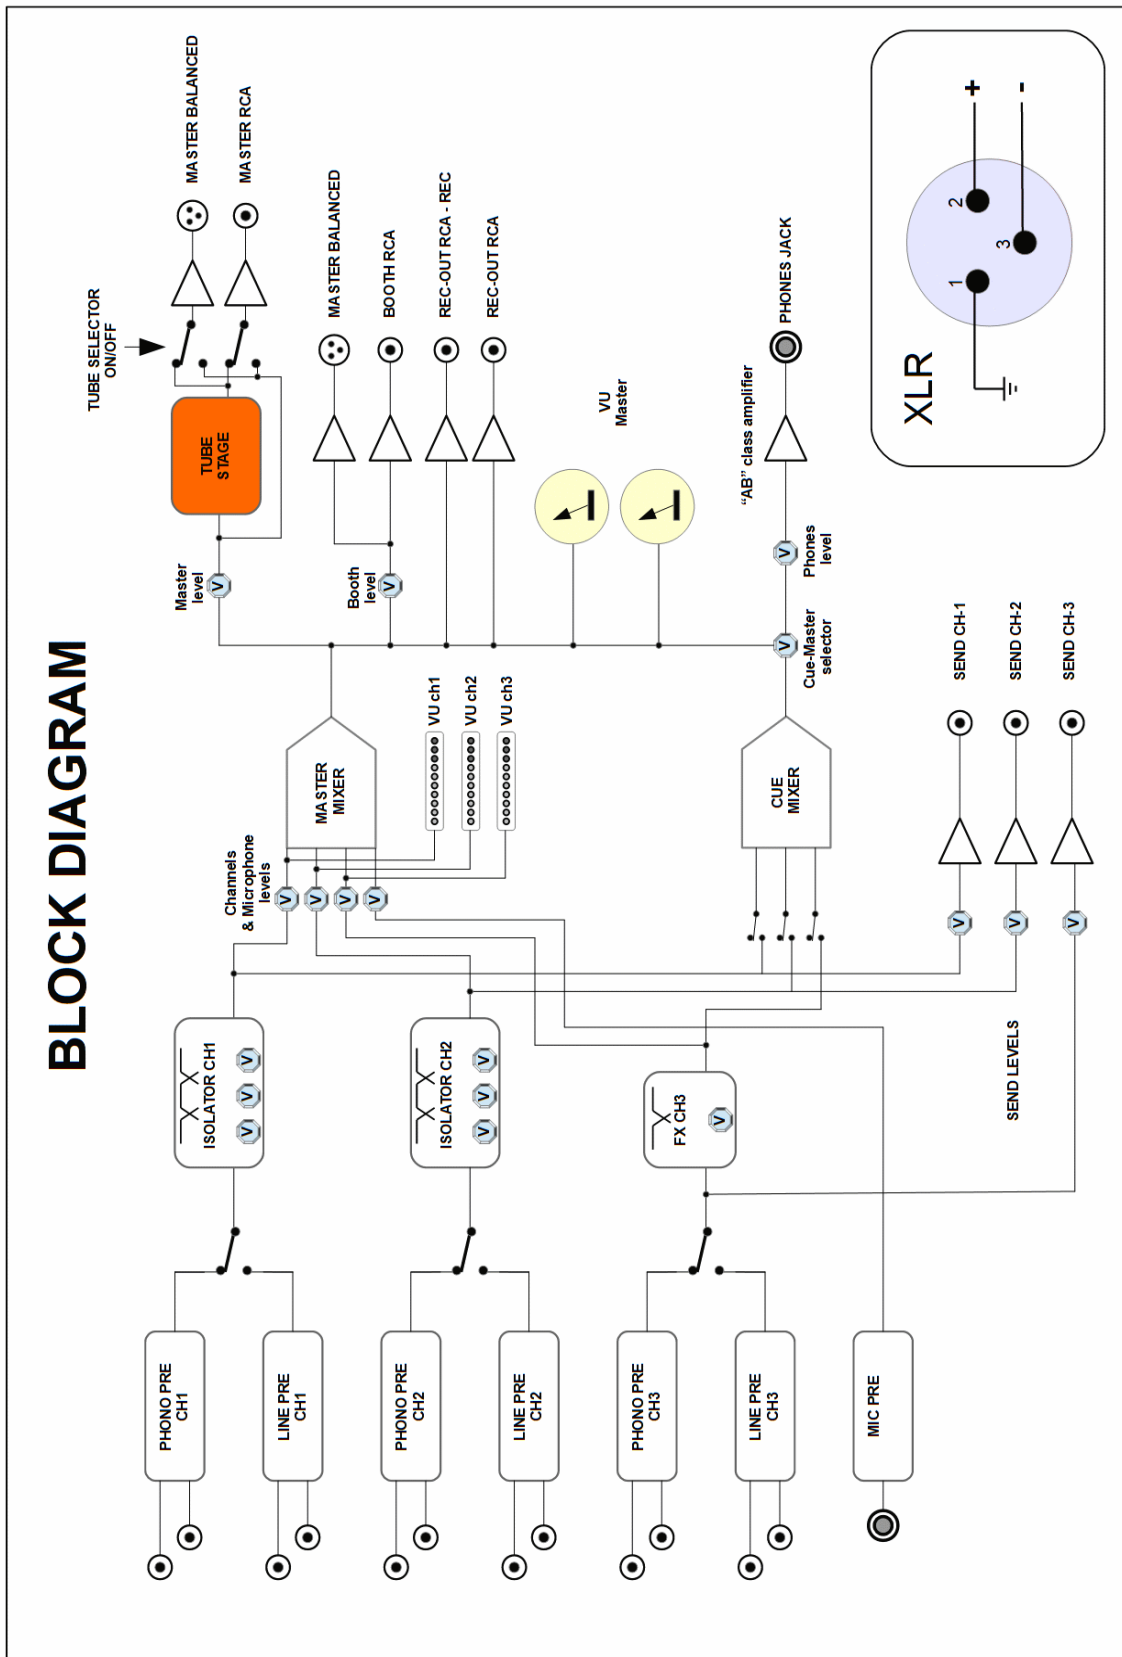 BLOCK DIAGRAM
PHONO PRE
CH1
LINE PRE
CH1
PHONO PRE
CH2
LINE PRE
CH2
PHONO PRE
CH3
LINE PRE
CH3
MIC PRE
ISOLATOR CH1
V
V
V
ISOLATOR CH2
V
V
V
FX CH3
V
Channels
& Microphone
levels
V
V
V
V
MASTER
MIXER
VU ch1
VU ch2
VU ch3
CUE
MIXER
SEND LEVELS
V
V
V
SEND CH-1
SEND CH-2
SEND CH-3
Master
level
V
Booth
level
V
Cue-Master
selector
V
Phones
level
V
TUBE
STAGE
TUBE SELECTOR
ON/OFF
MASTER BALANCED
MASTER RCA
MASTER BALANCED
BOOTH RCA
REC-OUT RCA - REC
REC-OUT RCA
VU
Master
"AB" class amplifier
PHONES JACK
XLR
1
2
3
+
-